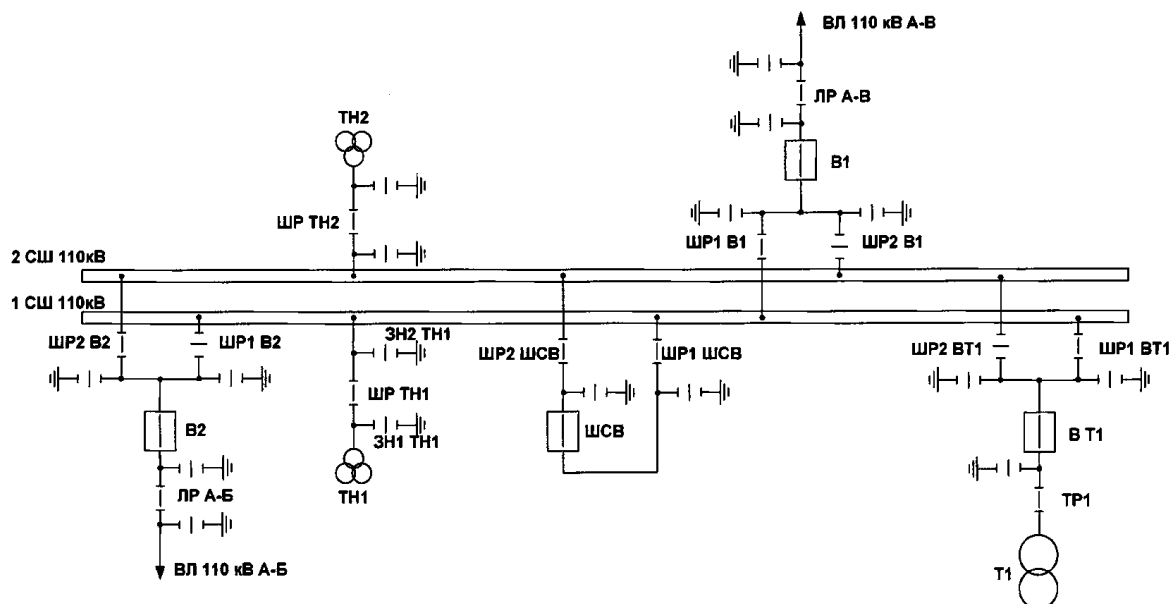 ВЛ 110 кВ А-В
ЛР А-В
ТН2
В1
ШР ТН2
ШР1 В1
ШР2 В1
2 СШ 110кВ
1 СШ 110кВ
ЗН2 ТН1
ШР2 В2
ШР1 В2
ШР2 ШСВ
ШР1 ШСВ
ШР2 ВТ1
ШР1 ВТ1
ШР ТН1
В2
ЗН1 ТН1
ШСВ
В Т1
ЛР А-Б
ТН1
ТР1
ВЛ 110 кВ А-Б
Т1